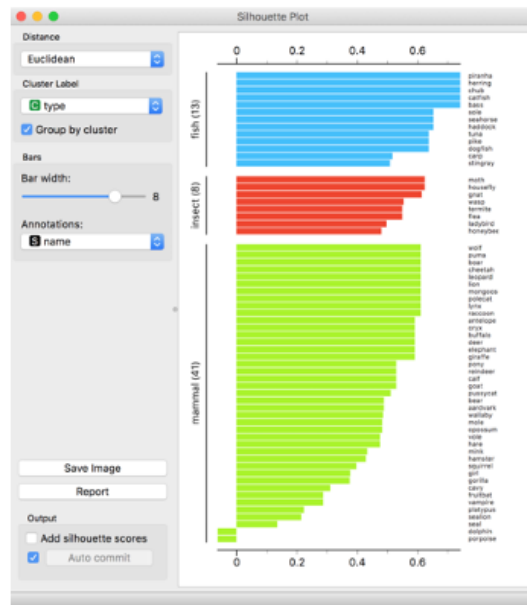 Silhouette Plot
Distance
Euclidean
Cluster Label
C type
Group by cluster
Bars
Bar width:
8
Annotations:
S name
Save Image
Report
Output
Add silhouette scores
Auto commit
0 0.2 0.4 0.6
fish (13)
piranha
herring
chub
catfish
bass
sole
seahorse
haddock
tuna
pike
dogfish
carp
stingray
insect (8)
moth
housefly
gnat
wasp
termite
flea
ladybird
honeybee
mammal (41)
wolf
puma
boar
cheetah
leopard
lion
mongoose
polecat
lynx
raccoon
antelope
oryx
buffalo
deer
elephant
giraffe
pony
reindeer
calf
goat
pussycat
bear
aardvark
wallaby
mole
opossum
vole
hare
mink
hamster
squirrel
girl
gorilla
cavy
fruitbat
vampire
platypus
sealion
seal
dolphin
porpoise
0 0.2 0.4 0.6